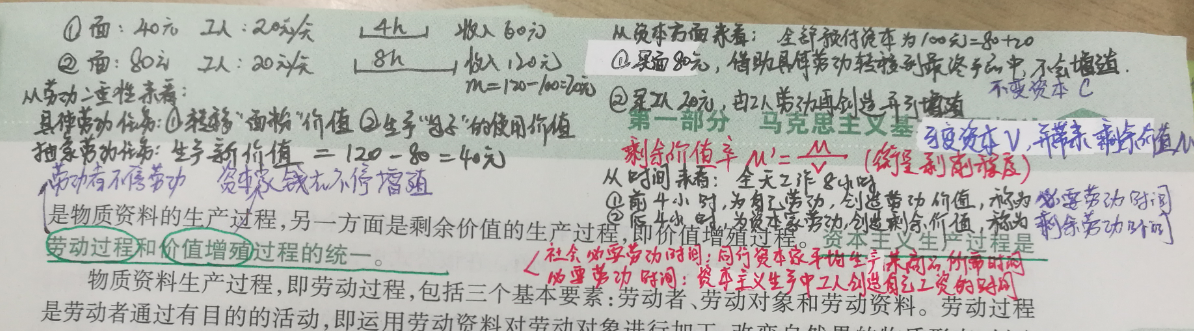 ①面:40元 工人:20元/天 4h 收入60元
②面:80元 工人:20元/天 8h 收入120元
m=120-100=20元
从劳动二重性来看:
具体劳动任务:①转移"面粉"价值 ②生产"包子"的使用价值
抽象劳动任务:生产新价值 = 120-80=40元
劳动者不停劳动 资本家钱在不停增殖
从资本方面来看: 全部预付资本为100元=80+20
①买面80元,借助具体劳动转移到最终产品中,不会增值.
不变资本 C
②买工人20元,由工人劳动再创造并引增殖
第一部分 马克思主义基
可变资本V,并带来剩余价值M
剩余价值率 M'=M/V (衡量剥削程度)
从时间来看: 全天工作8小时
①前4小时,为自己劳动,创造劳动价值,称为必要劳动时间
②后4小时,为资本家劳动,创造剩余价值,称为剩余劳动时间
是物质资料的生产过程,另一方面是剩余价值的生产过程,即价值增殖过程。资本主义生产过程是
劳动过程和价值增殖过程的统一。
社会必要劳动时间:同行资本家平均生产某商品所需时间
必要劳动时间:资本主义生产中工人创造自己工资的时间
物质资料生产过程,即劳动过程,包括三个基本要素:劳动者、劳动对象和劳动资料。劳动过程
是劳动者通过有目的的活动,即运用劳动资料对劳动对象进行加工,改变自然界的物质形